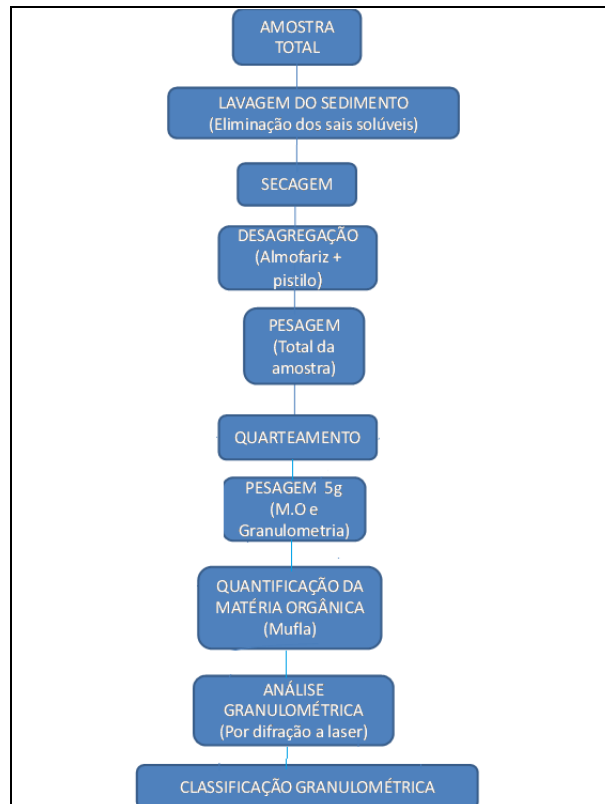 AMOSTRA
TOTAL
LAVAGEM DO SEDIMENTO
(Eliminação dos sais solúveis)
SECAGEM
DESAGREGAÇÃO
(Almofariz +
pistilo)
PESAGEM
(Total da
amostra)
QUARTEAMENTO
PESAGEM 5g
(M.O e
Granulometria)
QUANTIFICAÇÃO DA
MATÉRIA ORGÂNICA
(Mufla)
ANÁLISE
GRANULOMÉTRICA
(Por difração a laser)
CLASSIFICAÇÃO GRANULOMÉTRICA